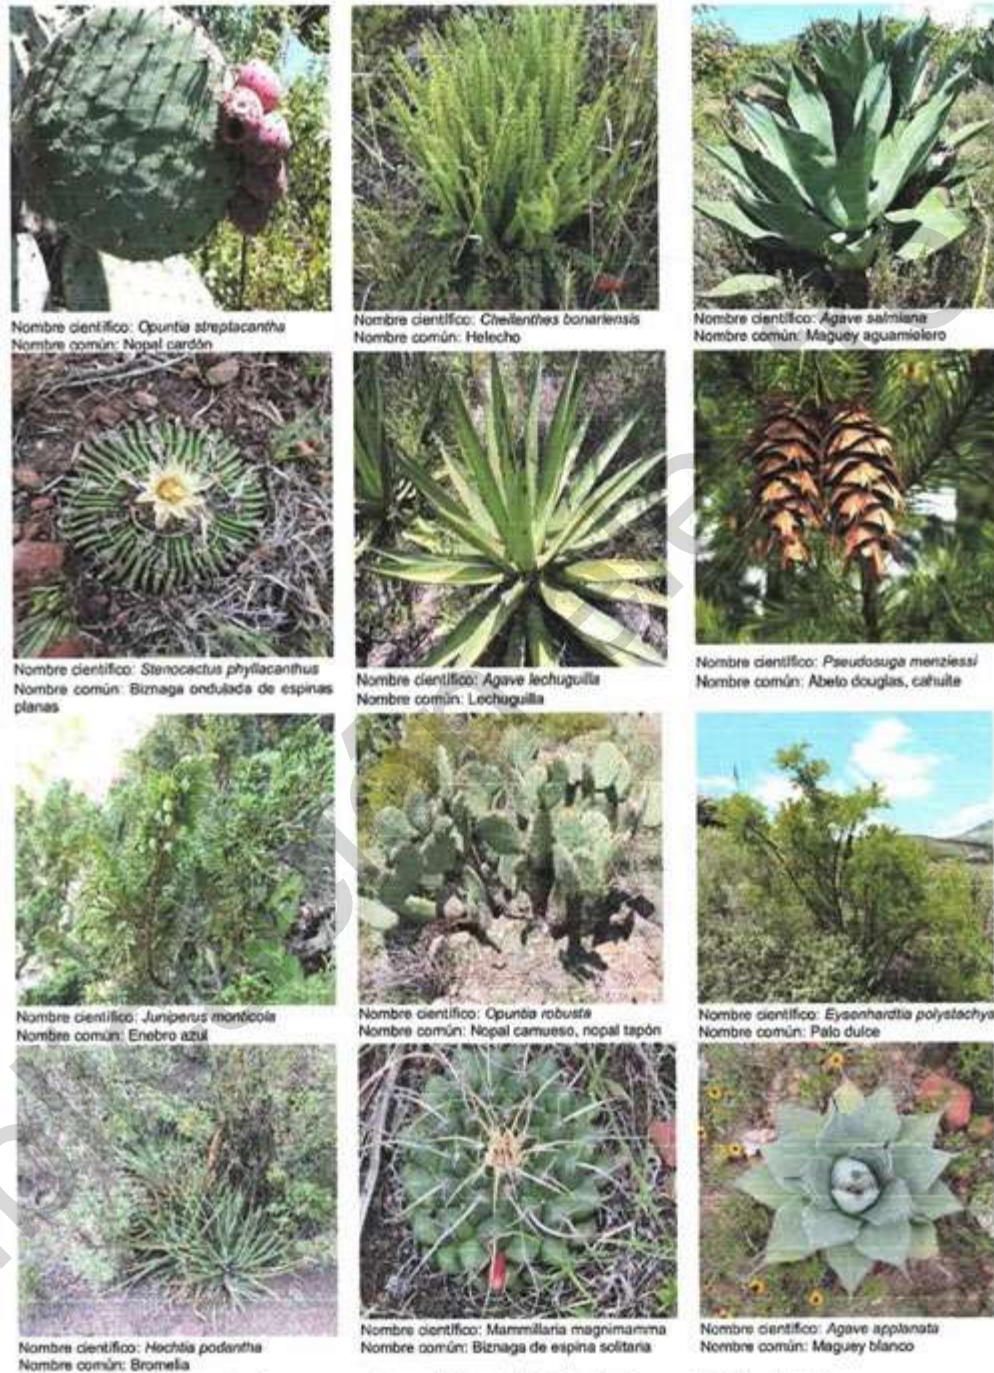 Nombre científico: Opuntia streptacantha
Nombre común: Nopal cardón
Nombre científico: Cheilenthes bonariensis
Nombre común: Helecho
Nombre científico: Agave salmiana
Nombre común: Maguey aguamielero
Nombre científico: Stenocactus phyllacanthus
Nombre común: Biznaga ondulada de espinas
planas
Nombre científico: Agave lechuguilla
Nombre común: Lechuguilla
Nombre científico: Pseudosuga menziessi
Nombre común: Abeto douglas, cahuite
Nombre científico: Juniperus monticola
Nombre común: Enebro azul
Nombre científico: Opuntia robusta
Nombre común: Nopal camueso, nopal tapón
Nombre científico: Eysenhardtia polystachya
Nombre común: Palo dulce
Nombre científico: Hechtia podantha
Nombre común: Bromelia
Nombre científico: Mammillaria magnimamma
Nombre común: Biznaga de espina solitaria
Nombre científico: Agave applanata
Nombre común: Maguey blanco